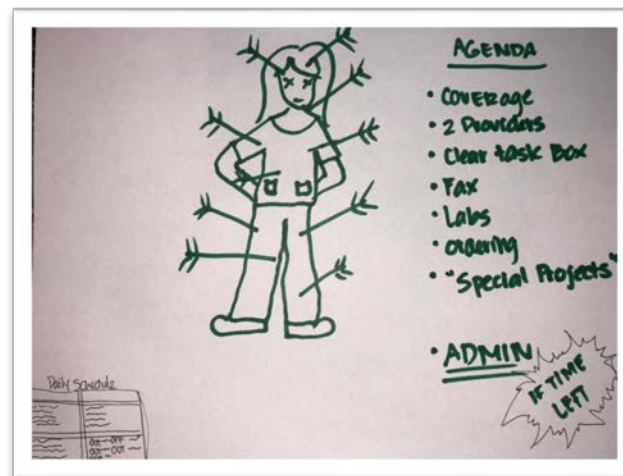 AGENDA
• COVERAGE
• 2 Providers
• Clear task Box
• Fax
• Labs
• ordering
• "Special Projects"
• ADMIN
IF TIME
LEFT
Daily Schedule